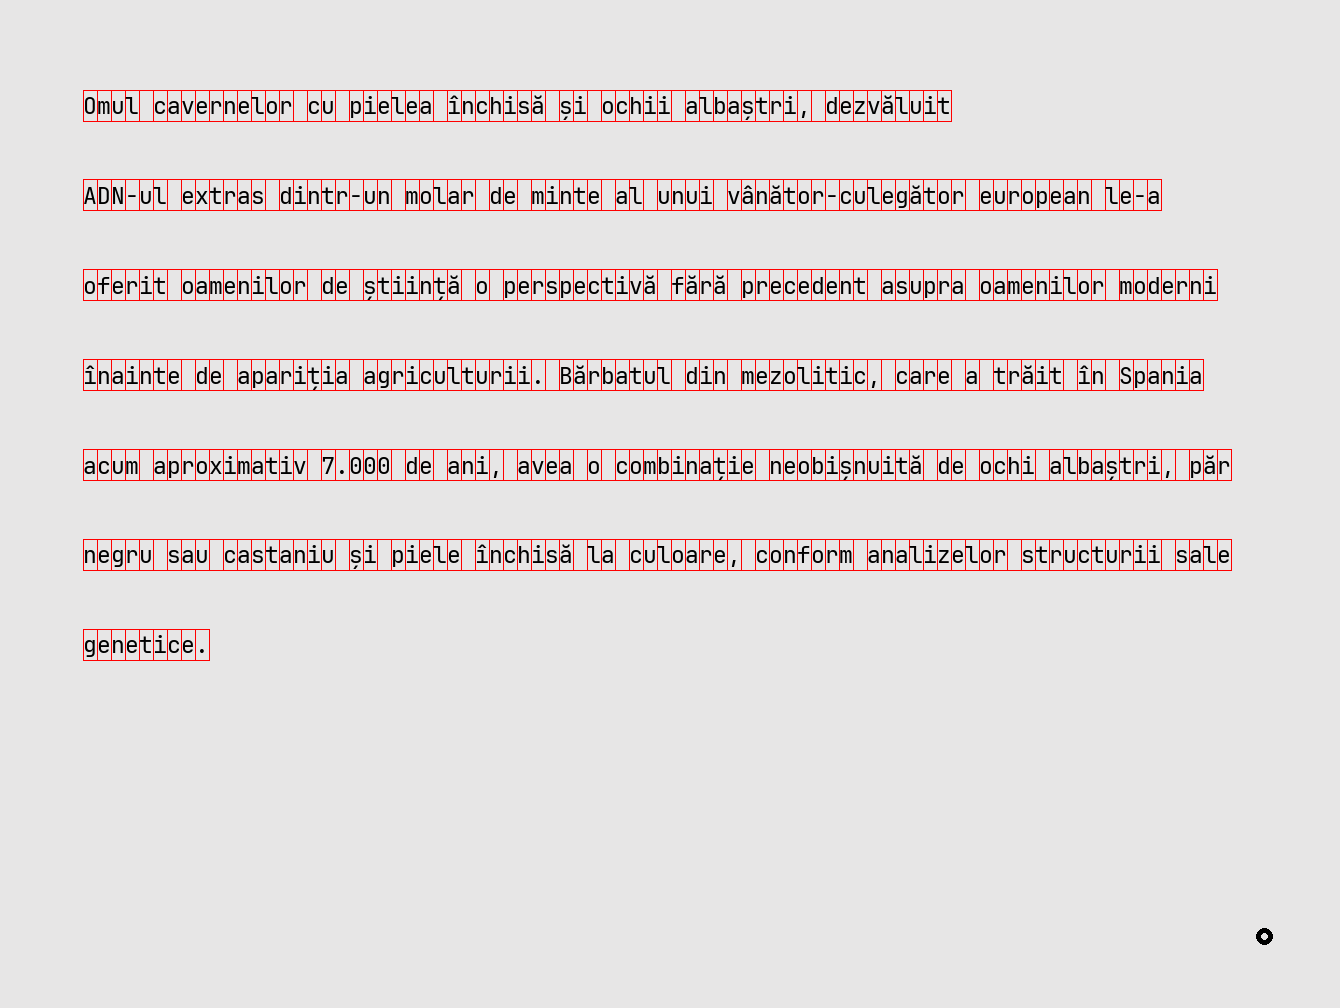 Omul cavernelor cu pielea închisă și ochii albaștri, dezvăluit
ADN-ul extras dintr-un molar de minte al unui vânător-culegător european le-a
oferit oamenilor de știință o perspectivă fără precedent asupra oamenilor moderni
înainte de apariția agriculturii. Bărbatul din mezolitic, care a trăit în Spania
acum aproximativ 7.000 de ani, avea o combinație neobișnuită de ochi albaștri, păr
negru sau castaniu și piele închisă la culoare, conform analizelor structurii sale
genetice.